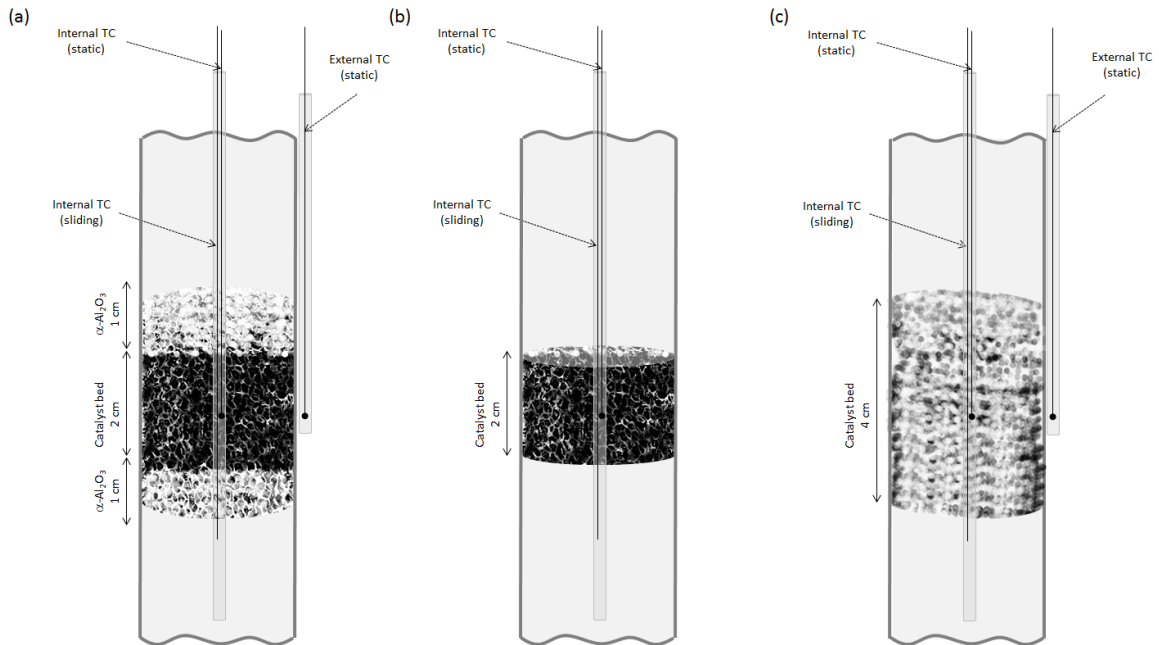 (a)
Internal TC
(static)
External TC
(static)
Internal TC
(sliding)
α-Al₂O₃
1 cm
Catalyst bed
2 cm
α-Al₂O₃
1 cm
(b)
Internal TC
(static)
Internal TC
(sliding)
Catalyst bed
2 cm
(c)
Internal TC
(static)
External TC
(static)
Internal TC
(sliding)
Catalyst bed
4 cm